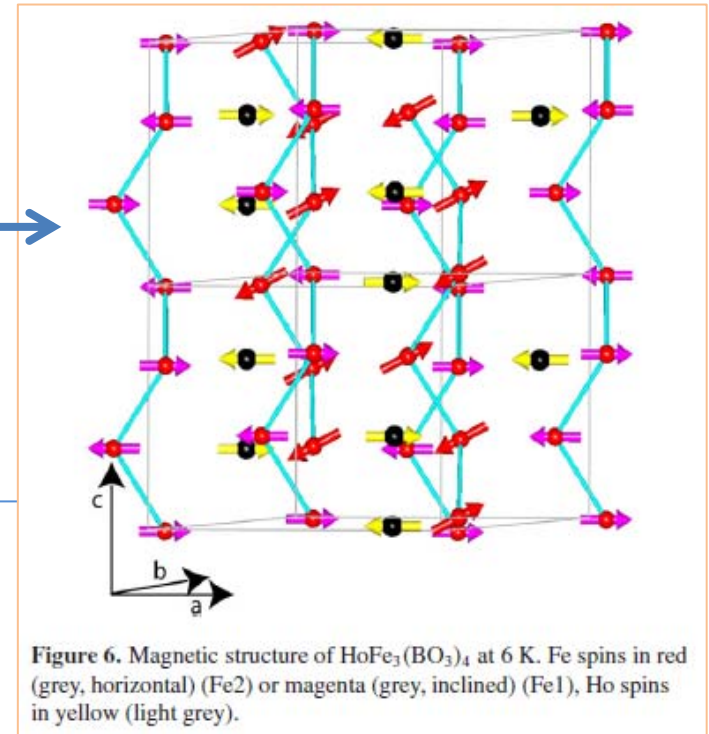 c
b
a
Figure 6. Magnetic structure of HoFe₃(BO₃)₄ at 6 K. Fe spins in red
(grey, horizontal) (Fe2) or magenta (grey, inclined) (Fe1), Ho spins
in yellow (light grey).